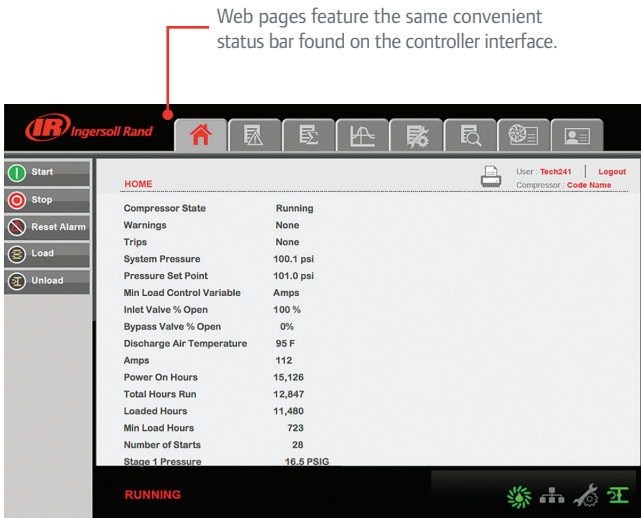 Web pages feature the same convenient
status bar found on the controller interface.
IR Ingersoll Rand
Start
Stop
Reset Alarm
Load
Unload
User : Tech241 | Logout
HOME
Compressor : Code Name
Compressor State Running
Warnings None
Trips None
System Pressure 100.1 psi
Pressure Set Point 101.0 psi
Min Load Control Variable Amps
Inlet Valve % Open 100 %
Bypass Valve % Open 0%
Discharge Air Temperature 95 F
Amps 112
Power On Hours 15,126
Total Hours Run 12,847
Loaded Hours 11,480
Min Load Hours 723
Number of Starts 28
Stage 1 Pressure 16.5 PSIG
RUNNING